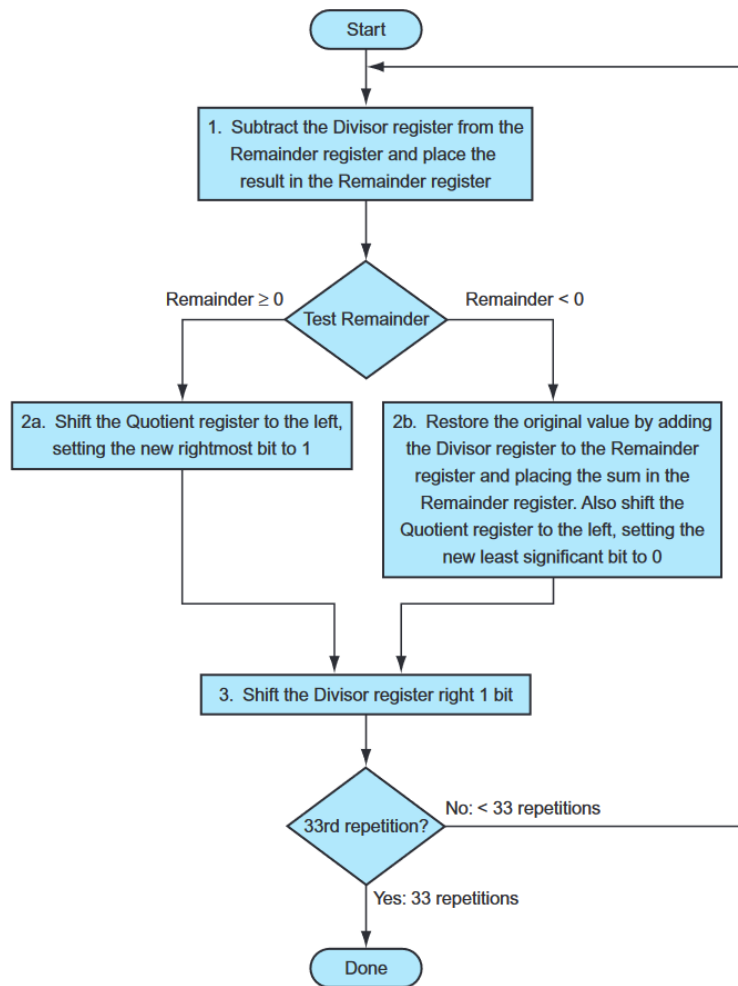 Start
1. Subtract the Divisor register from the
Remainder register and place the
result in the Remainder register
Remainder ≥ 0
Remainder < 0
Test Remainder
2a. Shift the Quotient register to the left,
setting the new rightmost bit to 1
2b. Restore the original value by adding
the Divisor register to the Remainder
register and placing the sum in the
Remainder register. Also shift the
Quotient register to the left, setting the
new least significant bit to 0
3. Shift the Divisor register right 1 bit
33rd repetition?
No: < 33 repetitions
Yes: 33 repetitions
Done